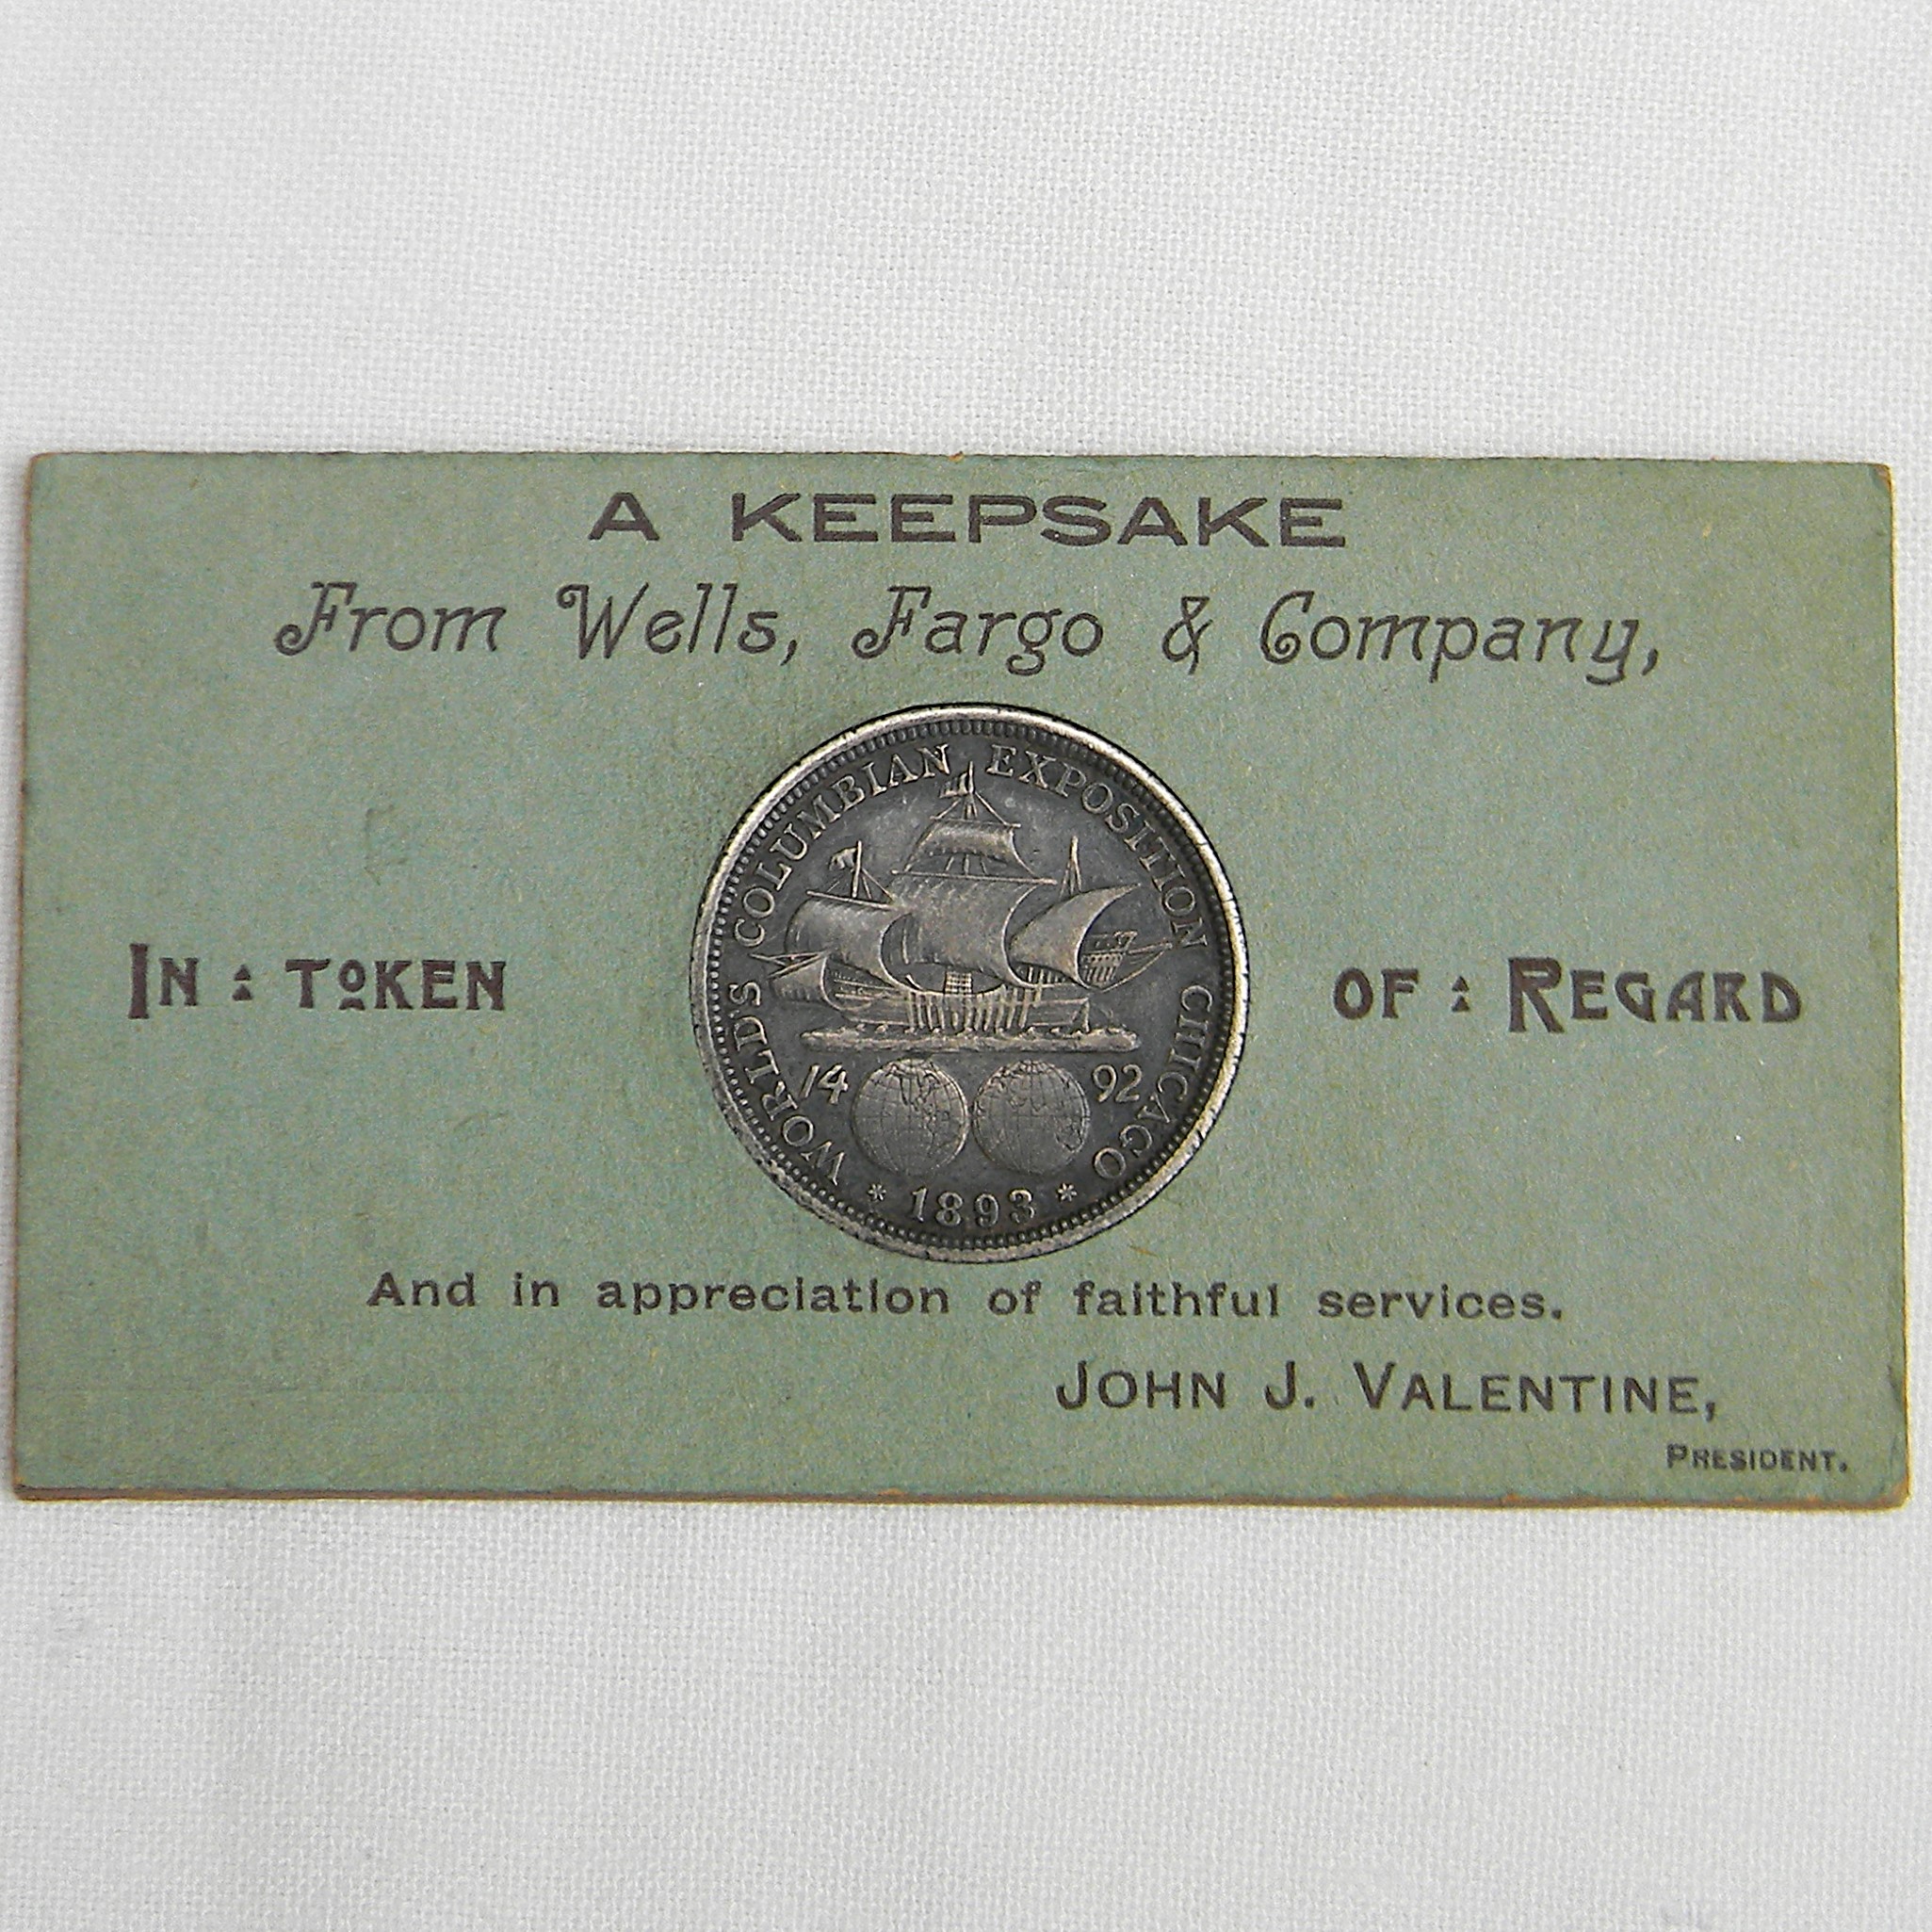 A KEEPSAKE
From Wells, Fargo & Company,
WORLD'S COLUMBIAN EXPOSITION CHICAGO
IN : TOKEN
OF : REGARD
14 92
* 1893 *
And in appreciation of faithful services.
JOHN J. VALENTINE,
PRESIDENT.